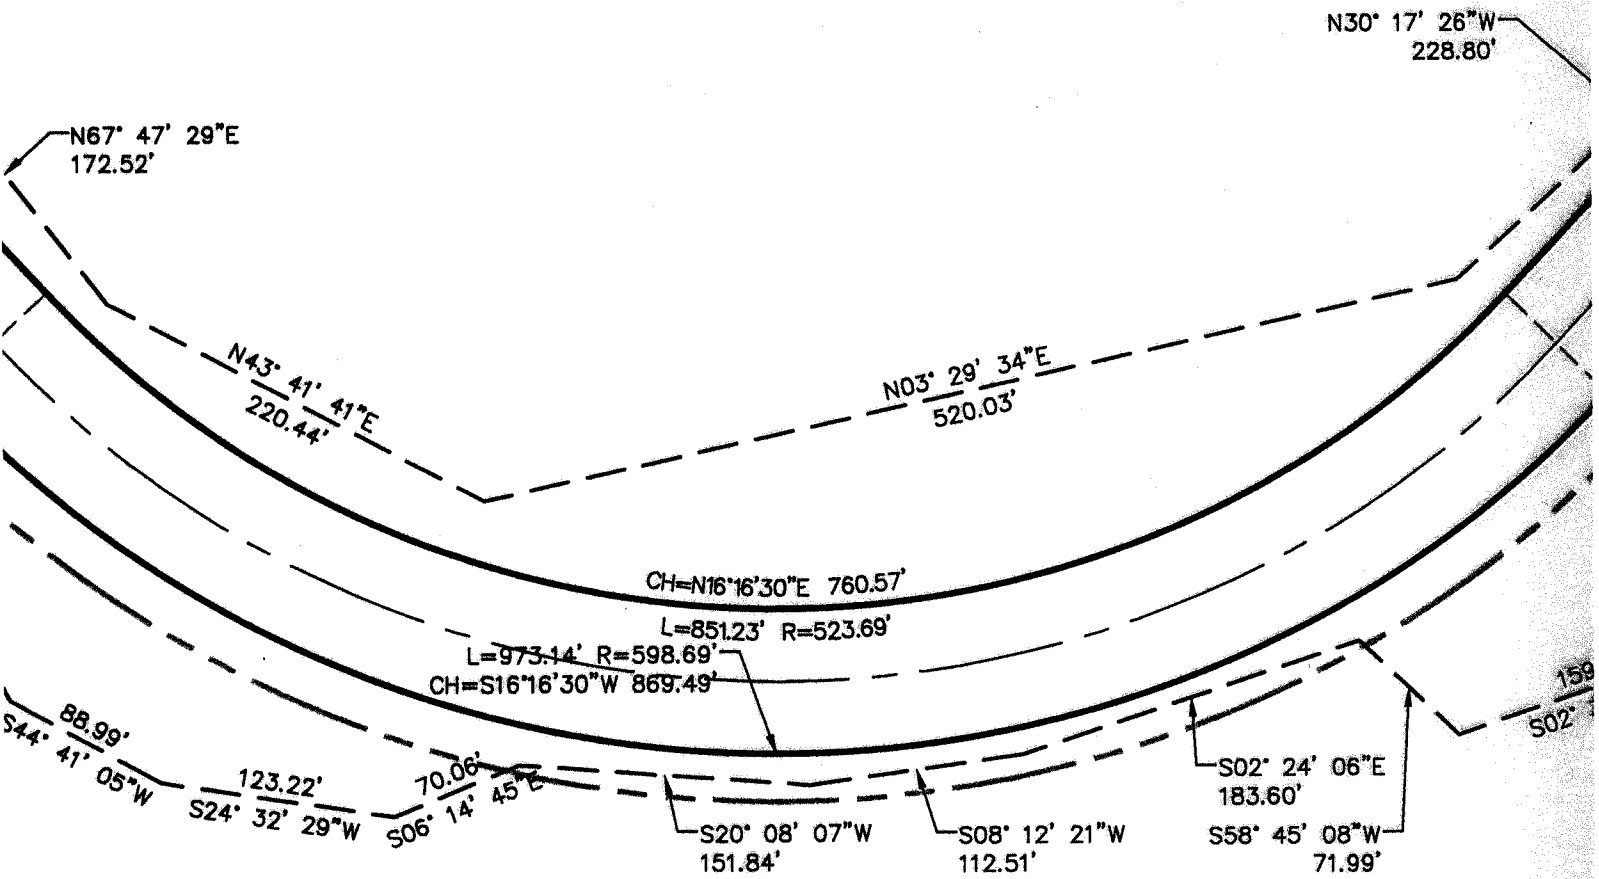 N30° 17' 26"W
228.80'
N67° 47' 29"E
172.52'
N43° 41' 41"E
220.44'
N03° 29' 34"E
520.03'
CH=N16°16'30"E 760.57'
L=851.23' R=523.69'
L=973.14' R=598.69'
CH=S16°16'30"W 869.49'
88.99'
S44° 41' 05"W
123.22'
S24° 32' 29"W
70.06'
S06° 14' 45"E
S20° 08' 07"W
151.84'
S08° 12' 21"W
112.51'
S02° 24' 06"E
183.60'
S58° 45' 08"W
71.99'
159
S02°